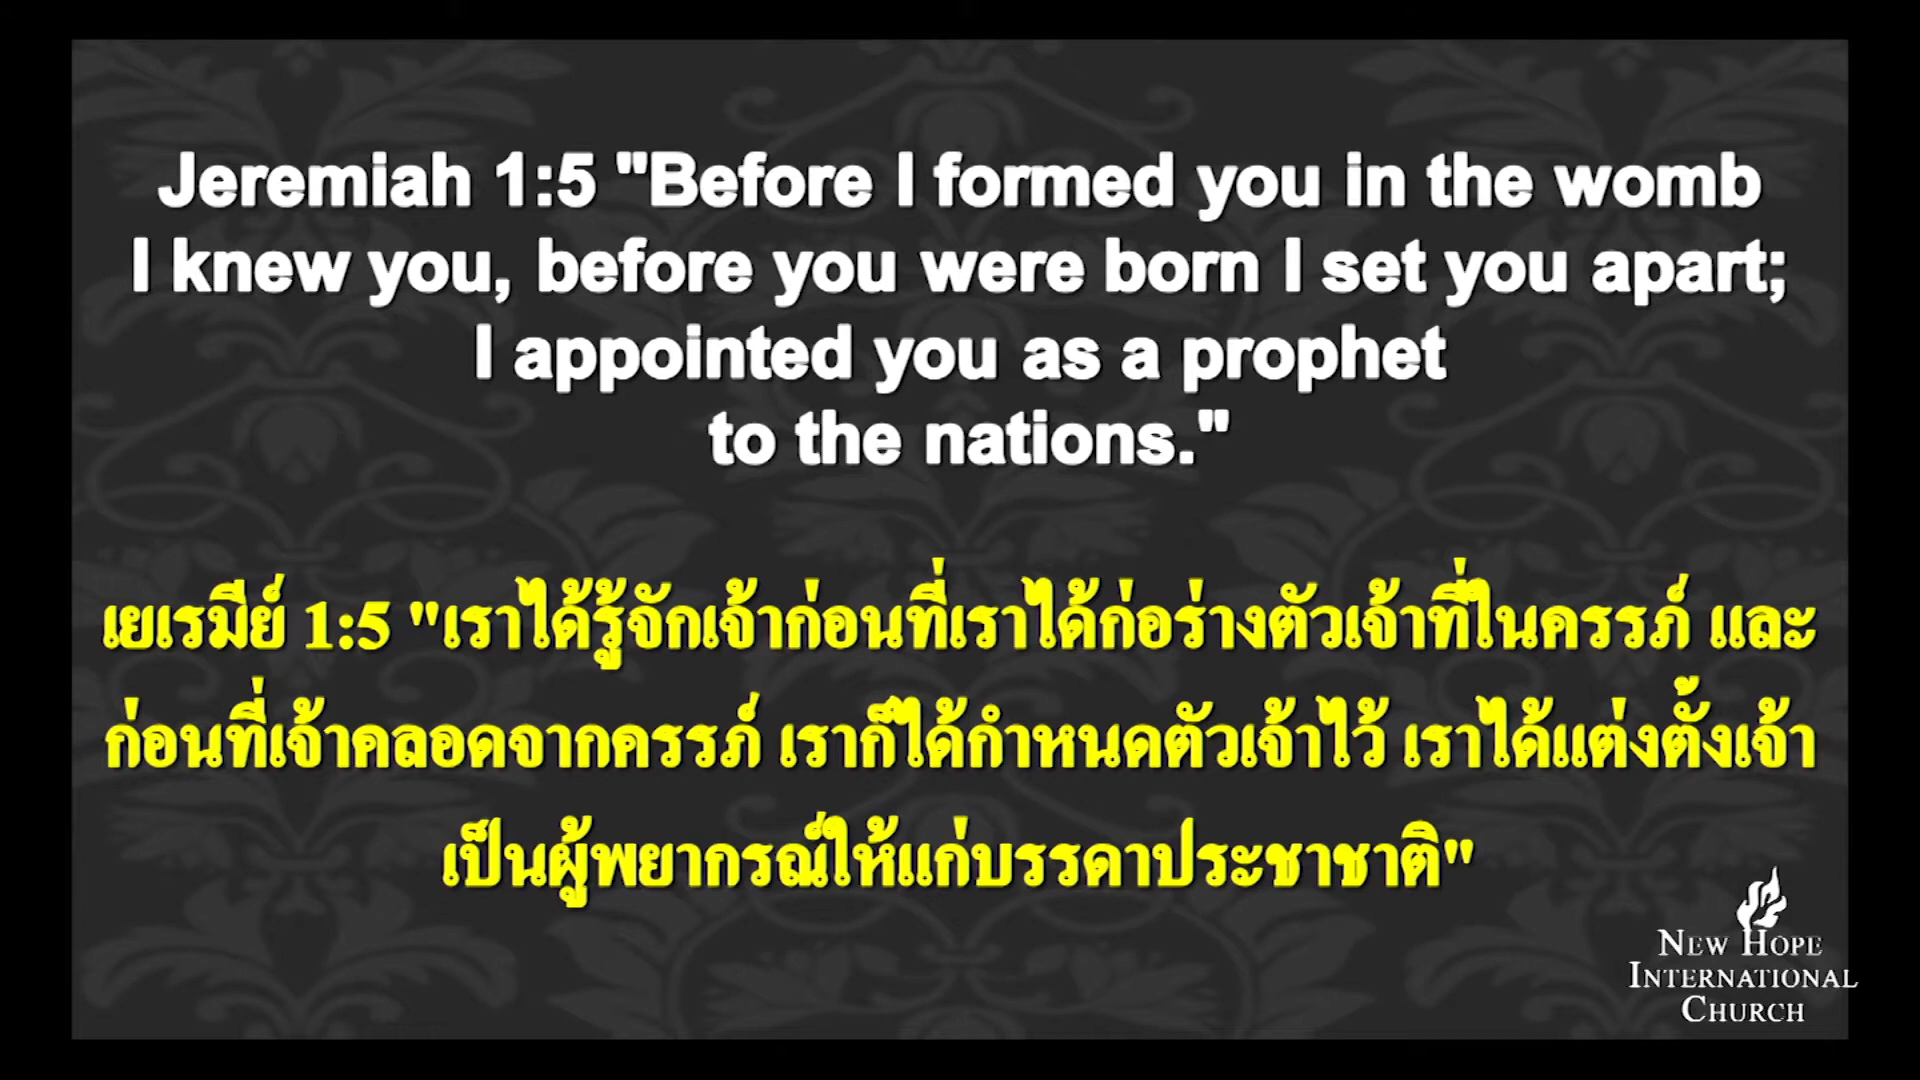 Jeremiah 1:5 "Before I formed you in the womb
I knew you, before you were born I set you apart;
I appointed you as a prophet
to the nations."
เยเรมีย์ 1:5 "เราได้รู้จักเจ้าก่อนที่เราได้ก่อร่างตัวเจ้าที่ในครรภ์ และ
ก่อนที่เจ้าคลอดจากครรภ์ เราก็ได้กำหนดตัวเจ้าไว้ เราได้แต่งตั้งเจ้า
เป็นผู้พยากรณ์ให้แก่บรรดาประชาชาติ"
NEW HOPE
INTERNATIONAL
CHURCH